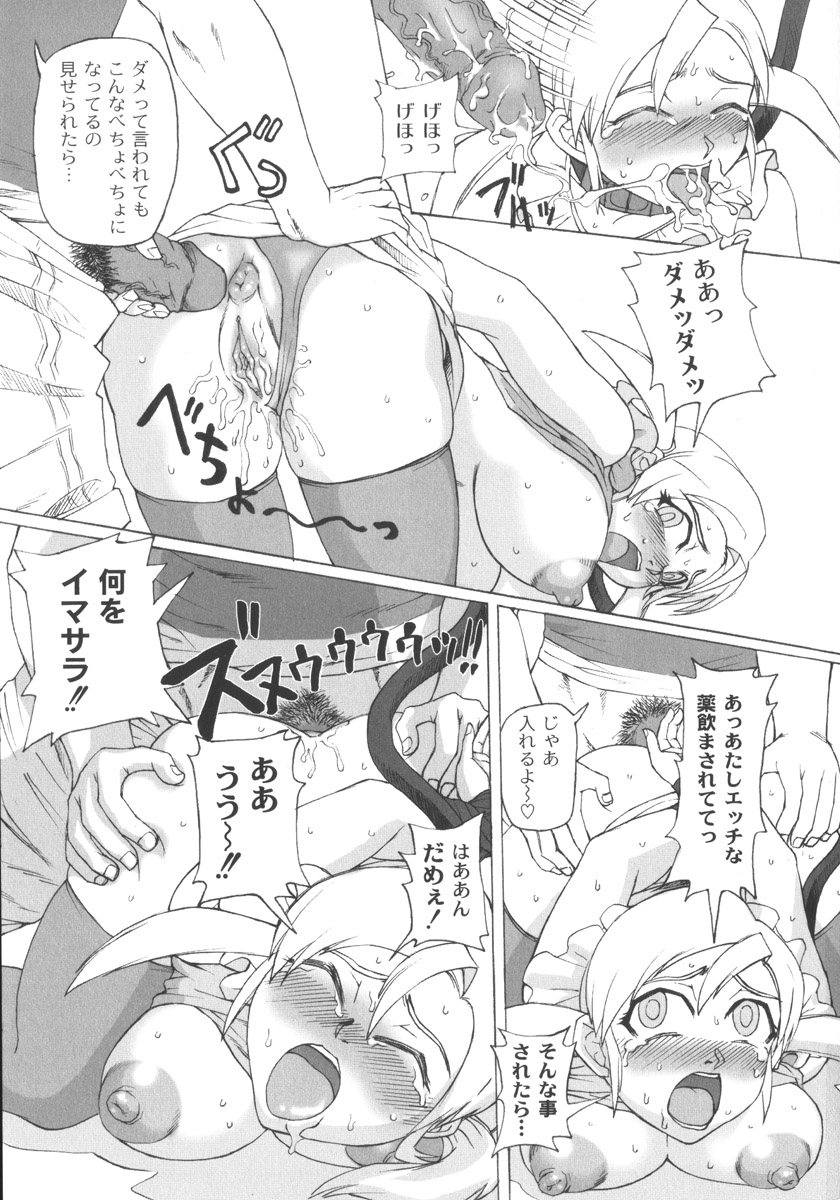 げほっ
げほっ
ダメって言われても
こんなべちょべちょに
なってるの
見せられたら…
ぐっ
ああっ
ダメッダメッ
べちょ〜〜っ
あっあたしエッチな
薬飲まされててっ
じゃあ
入れるよ〜♡
そんな事
されたら…
何を
イマサラ!!
ズヌゥゥゥゥッ!!
ああ
うう〜!!
はああん
だめぇ!